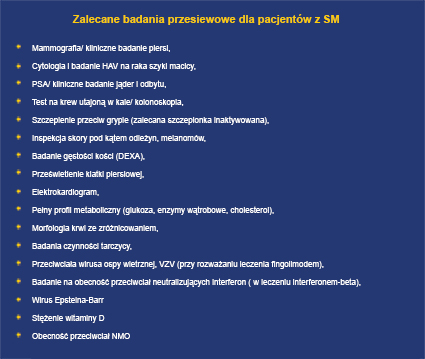 Zalecane badania przesiewowe dla pacjentów z SM
Mammografia/ kliniczne badanie piersi,
Cytologia i badanie HAV na raka szyki macicy,
PSA/ kliniczne badanie jąder i odbytu,
Test na krew utajoną w kale/ kolonoskopia,
Szczepienie przeciw grypie (zalecana szczepionka inaktywowana),
Inspekcja skory pod kątem odleżyn, melanomów,
Badanie gęstości kości (DEXA),
Prześwietlenie klatki piersiowej,
Elektrokardiogram,
Pełny profil metaboliczny (glukoza, enzymy wątrobowe, cholesterol),
Morfologia krwi ze zróżnicowaniem,
Badania czynności tarczycy,
Przeciwciała wirusa ospy wietrznej, VZV (przy rozważaniu leczenia fingolimodem),
Badanie na obecność przeciwciał neutralizujących interferon ( w leczeniu interferonem-beta),
Wirus Epsteina-Barr
Stężenie witaminy D
Obecność przeciwciał NMO